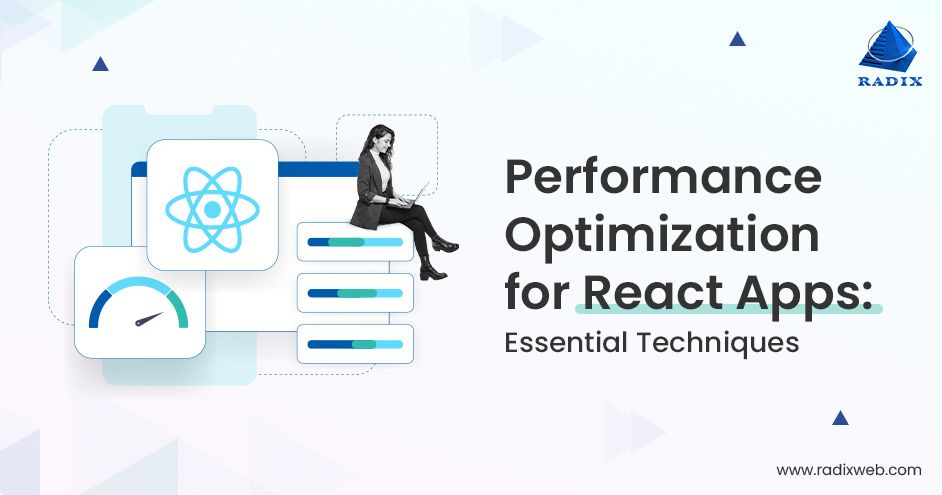 RADIX
Performance
Optimization
for React Apps:
Essential Techniques
www.radixweb.com